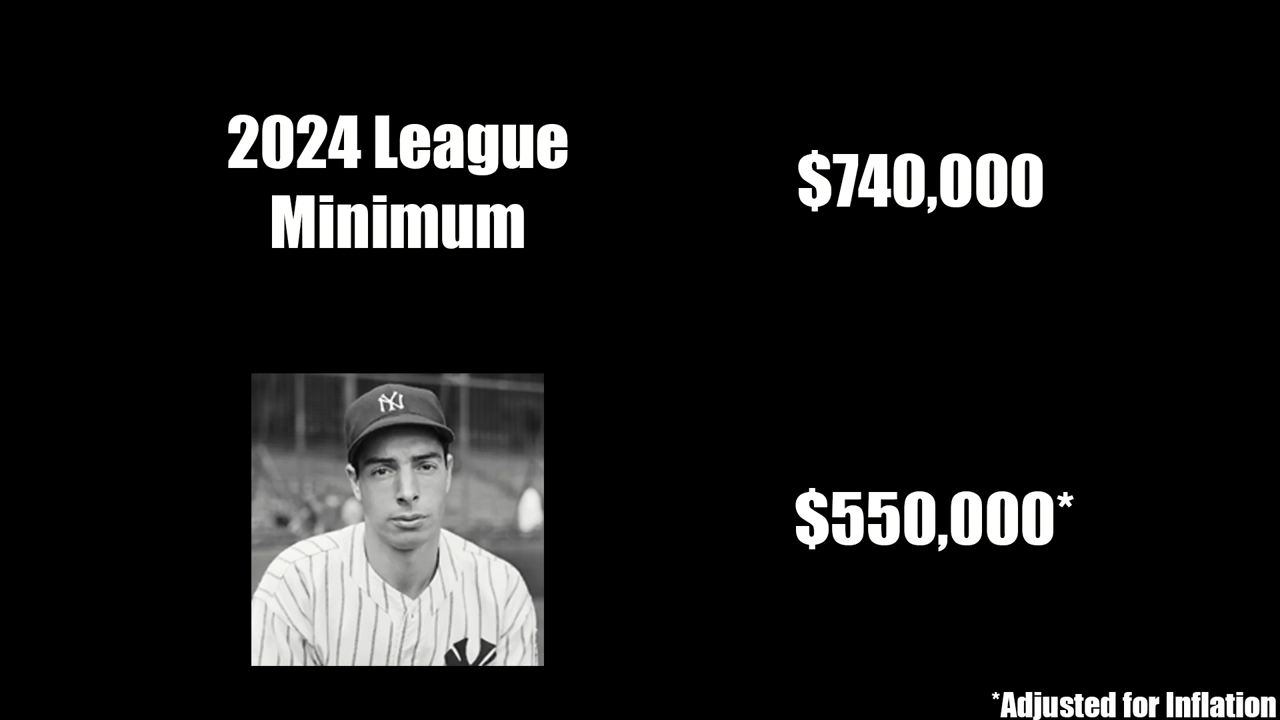 2024 League
Minimum
$740,000
NY
$550,000*
*Adjusted for Inflation